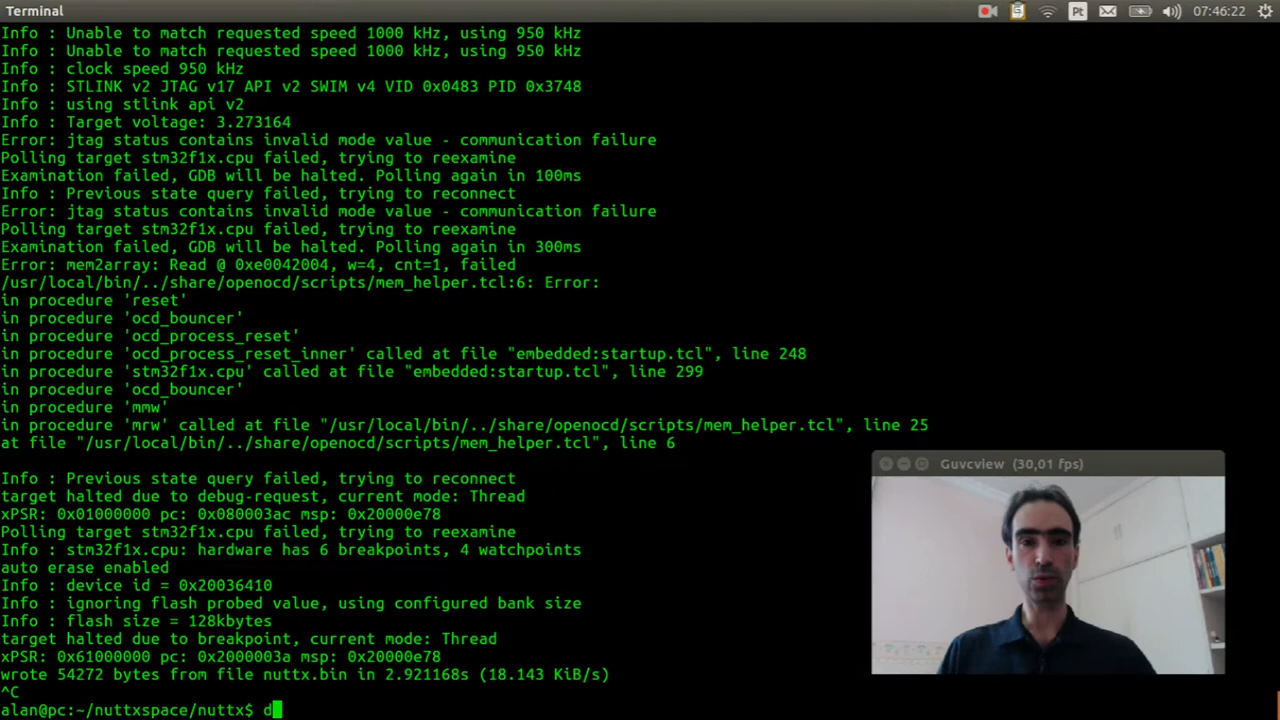 Terminal
Pt
07:46:22
Info : Unable to match requested speed 1000 kHz, using 950 kHz
Info : Unable to match requested speed 1000 kHz, using 950 kHz
Info : clock speed 950 kHz
Info : STLINK v2 JTAG v17 API v2 SWIM v4 VID 0x0483 PID 0x3748
Info : using stlink api v2
Info : Target voltage: 3.273164
Error: jtag status contains invalid mode value - communication failure
Polling target stm32f1x.cpu failed, trying to reexamine
Examination failed, GDB will be halted. Polling again in 100ms
Info : Previous state query failed, trying to reconnect
Error: jtag status contains invalid mode value - communication failure
Polling target stm32f1x.cpu failed, trying to reexamine
Examination failed, GDB will be halted. Polling again in 300ms
Error: mem2array: Read @ 0xe0042004, w=4, cnt=1, failed
/usr/local/bin/../share/openocd/scripts/mem_helper.tcl:6: Error:
in procedure 'reset'
in procedure 'ocd_bouncer'
in procedure 'ocd_process_reset'
in procedure 'ocd_process_reset_inner' called at file "embedded:startup.tcl", line 248
in procedure 'stm32f1x.cpu' called at file "embedded:startup.tcl", line 299
in procedure 'ocd_bouncer'
in procedure 'mmw'
in procedure 'mrw' called at file "/usr/local/bin/../share/openocd/scripts/mem_helper.tcl", line 25
at file "/usr/local/bin/../share/openocd/scripts/mem_helper.tcl", line 6
Info : Previous state query failed, trying to reconnect
target halted due to debug-request, current mode: Thread
xPSR: 0x01000000 pc: 0x080003ac msp: 0x20000e78
Polling target stm32f1x.cpu failed, trying to reexamine
Info : stm32f1x.cpu: hardware has 6 breakpoints, 4 watchpoints
auto erase enabled
Info : device id = 0x20036410
Info : ignoring flash probed value, using configured bank size
Info : flash size = 128kbytes
target halted due to breakpoint, current mode: Thread
xPSR: 0x61000000 pc: 0x2000003a msp: 0x20000e78
wrote 54272 bytes from file nuttx.bin in 2.921168s (18.143 KiB/s)
^C
alan@pc:~/nuttxspace/nuttx$ d
Guvcview (30,01 fps)